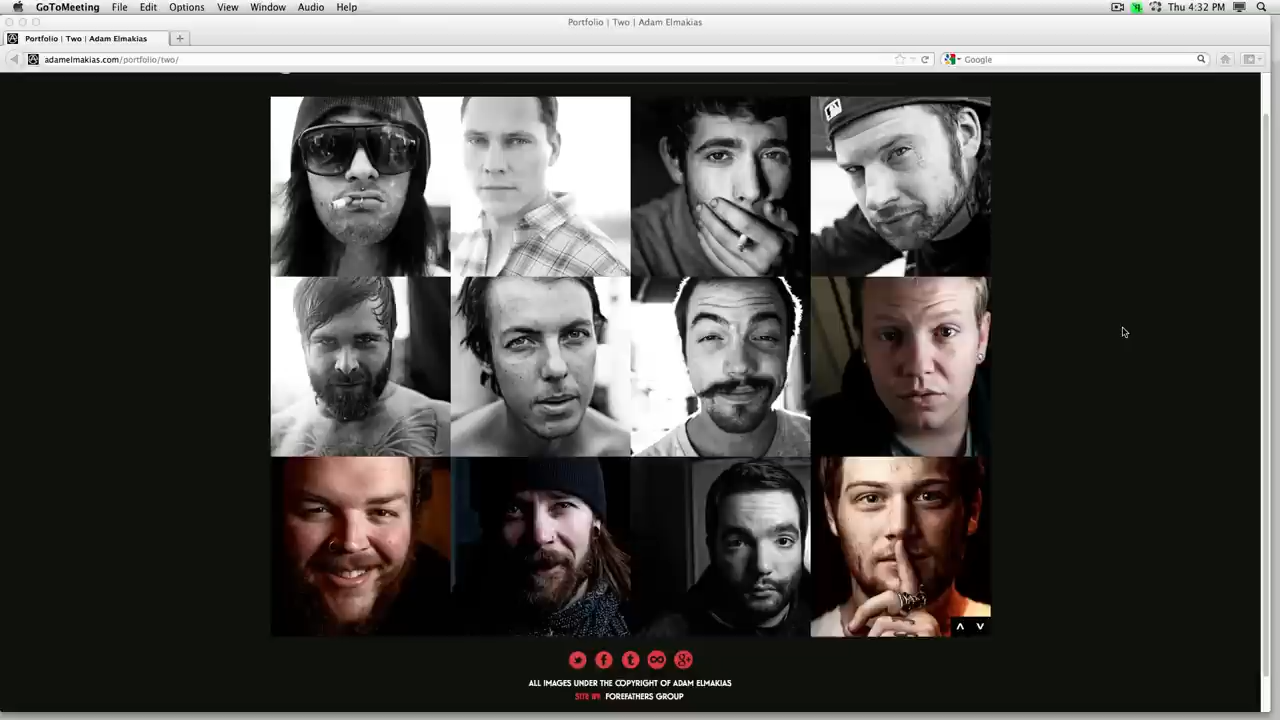 GoToMeeting File Edit Options View Window Audio Help Thu 4:32 PM
Portfolio | Two | Adam Elmakias
Portfolio | Two | Adam Elmakias
adamelmakias.com/portfolio/two/ Google
ALL IMAGES UNDER THE COPYRIGHT OF ADAM ELMAKIAS
SITE BY: FOREFATHERS GROUP